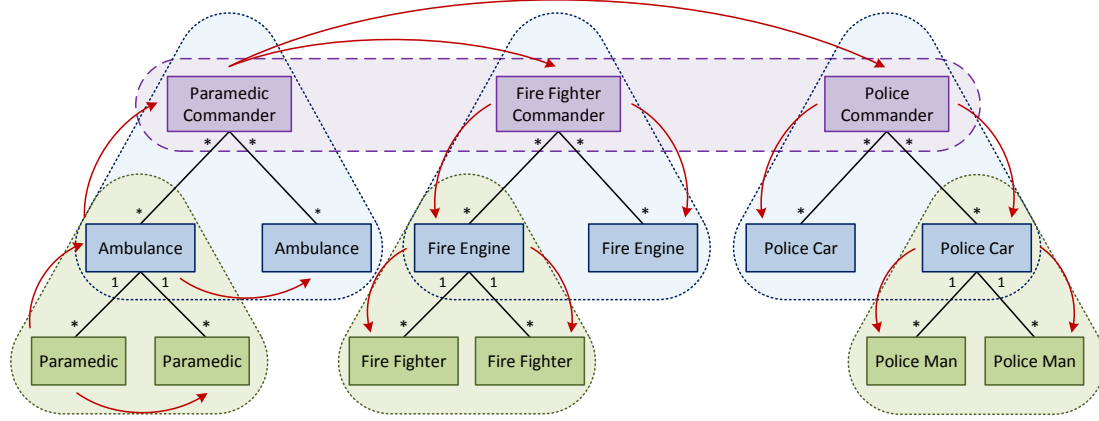 Paramedic
Commander
Fire Fighter
Commander
Police
Commander
* *
* *
* *
* * * * * *
Ambulance
Ambulance
Fire Engine
Fire Engine
Police Car
Police Car
1 1
1 1
1 1
* * * * * *
Paramedic
Paramedic
Fire Fighter
Fire Fighter
Police Man
Police Man